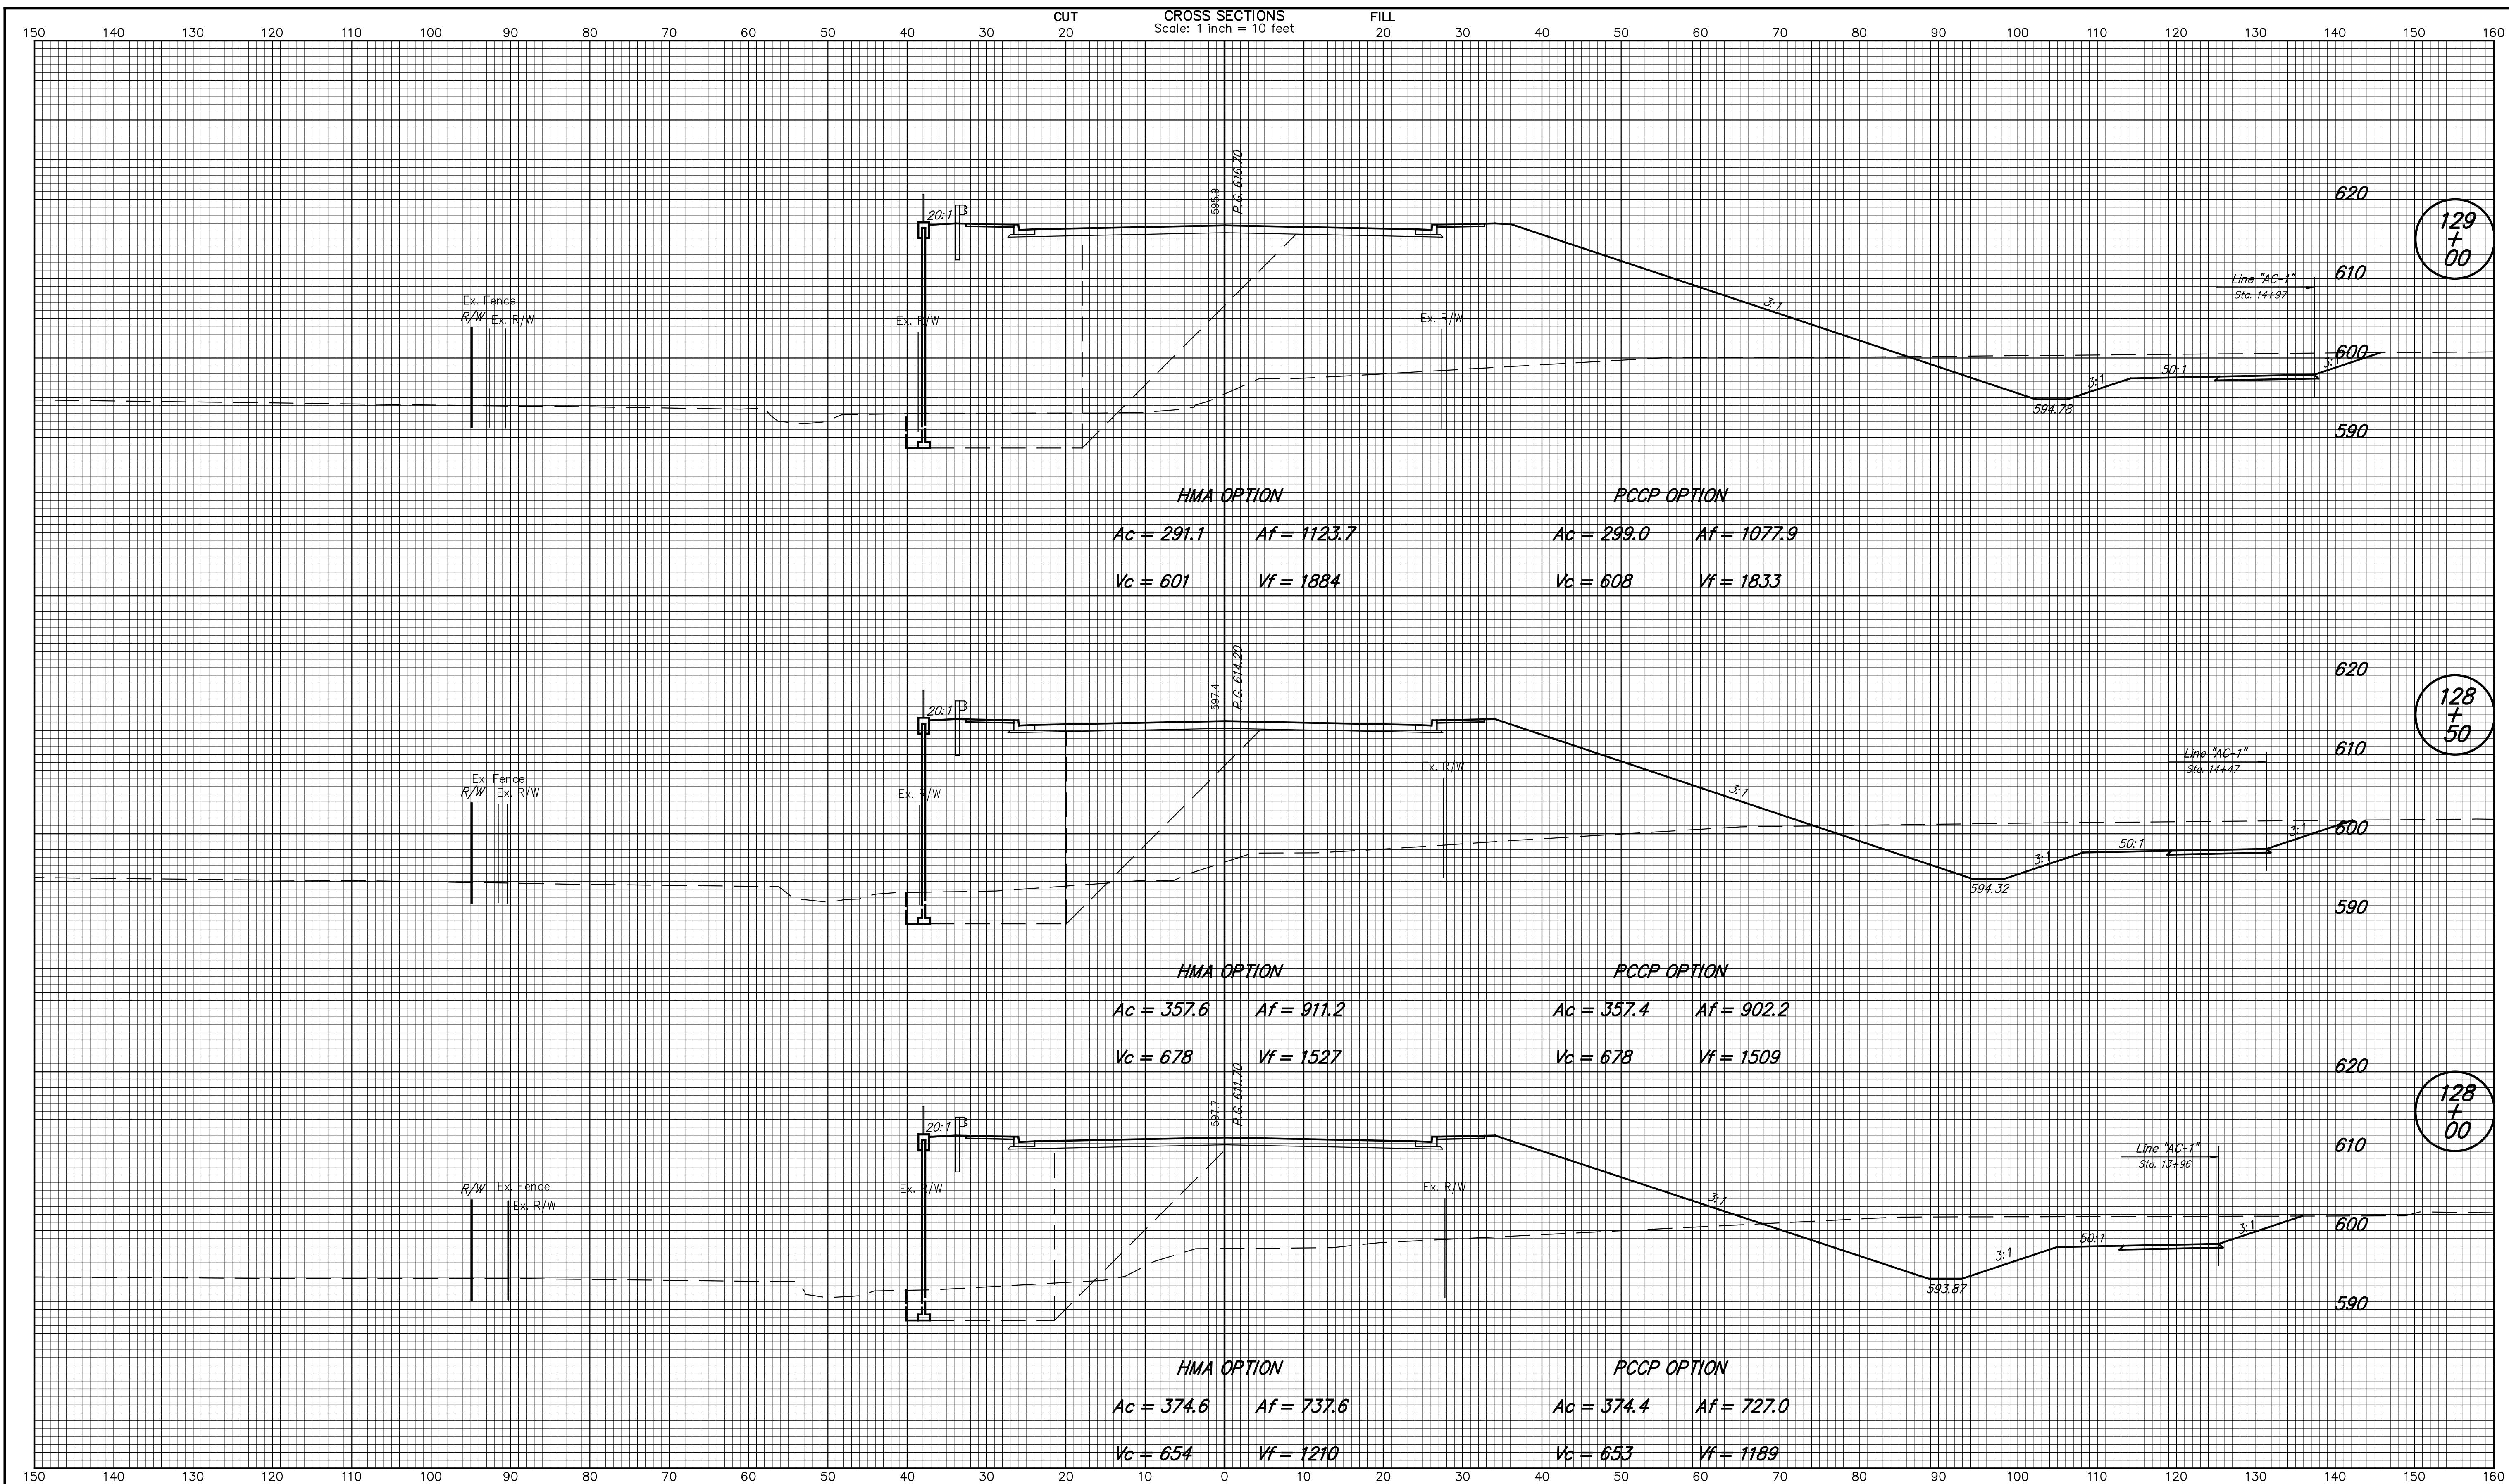 CUT CROSS SECTIONS FILL
Scale: 1 inch = 10 feet
150 140 130 120 110 100 90 80 70 60 50 40 30 20 0 20 30 40 50 60 70 80 90 100 110 120 130 140 150 160
595.9
P.G. 616.70
620
129
+
00
20:1
610
Line "AC-1"
Sta. 14+97
Ex. Fence
R/W Ex. R/W
Ex. R/W
Ex. R/W
3:1
600
3:1
50:1
3:1
594.78
590
HMA OPTION PCCP OPTION
Ac = 291.1 Af = 1123.7 Ac = 299.0 Af = 1077.9
Vc = 601 Vf = 1884 Vc = 608 Vf = 1833
597.4
P.G. 614.20
620
128
+
50
20:1
610
Line "AC-1"
Sta. 14+47
Ex. Fence
R/W Ex. R/W
Ex. R/W
Ex. R/W
3:1
600
3:1
50:1
3:1
594.32
590
HMA OPTION PCCP OPTION
Ac = 357.6 Af = 911.2 Ac = 357.4 Af = 902.2
Vc = 678 Vf = 1527 Vc = 678 Vf = 1509
597.7
P.G. 611.70
620
128
+
00
20:1
610
Line "AC-1"
Sta. 13+96
R/W Ex. Fence
Ex. R/W
Ex. R/W
Ex. R/W
3:1
600
3:1
50:1
3:1
593.87
590
HMA OPTION PCCP OPTION
Ac = 374.6 Af = 737.6 Ac = 374.4 Af = 727.0
Vc = 654 Vf = 1210 Vc = 653 Vf = 1189
150 140 130 120 110 100 90 80 70 60 50 40 30 20 10 0 10 20 30 40 50 60 70 80 90 100 110 120 130 140 150 160